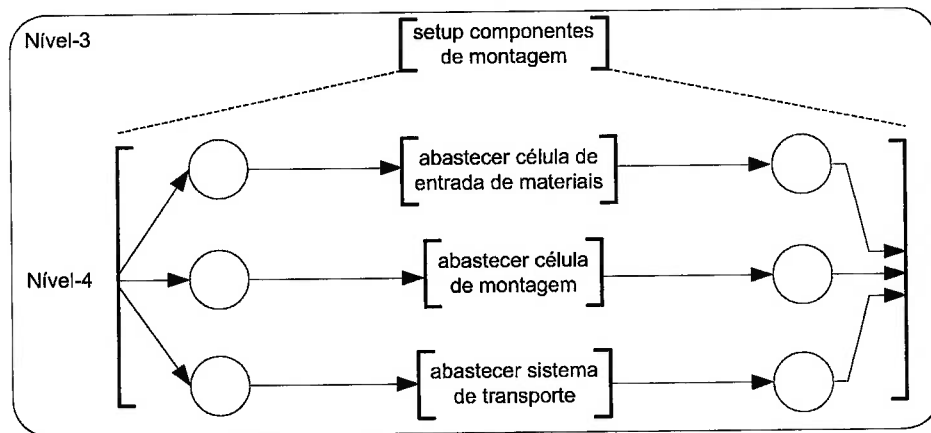 Nível-3
setup componentes
de montagem
abastecer célula de
entrada de materiais
Nível-4
abastecer célula
de montagem
abastecer sistema
de transporte